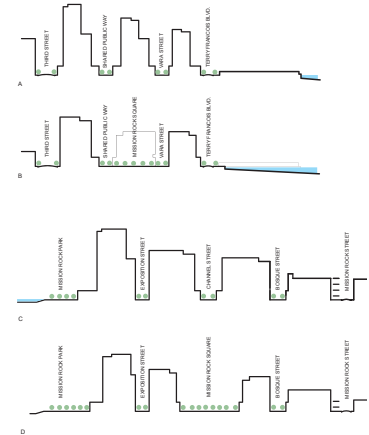 THIRD STREET
SHARED PUBLIC WAY
VARA STREET
TERRY FRANCOIS BLVD.
A
THIRD STREET
SHARED PUBLIC WAY
MISSION ROCK SQUARE
VARA STREET
TERRY FRANCOIS BLVD.
B
MISSION ROCK PARK
EXPOSITION STREET
CHANNEL STREET
BOSQUE STREET
MISSION ROCK STREET
C
MISSION ROCK PARK
EXPOSITION STREET
MISSION ROCK SQUARE
BOSQUE STREET
MISSION ROCK STREET
D